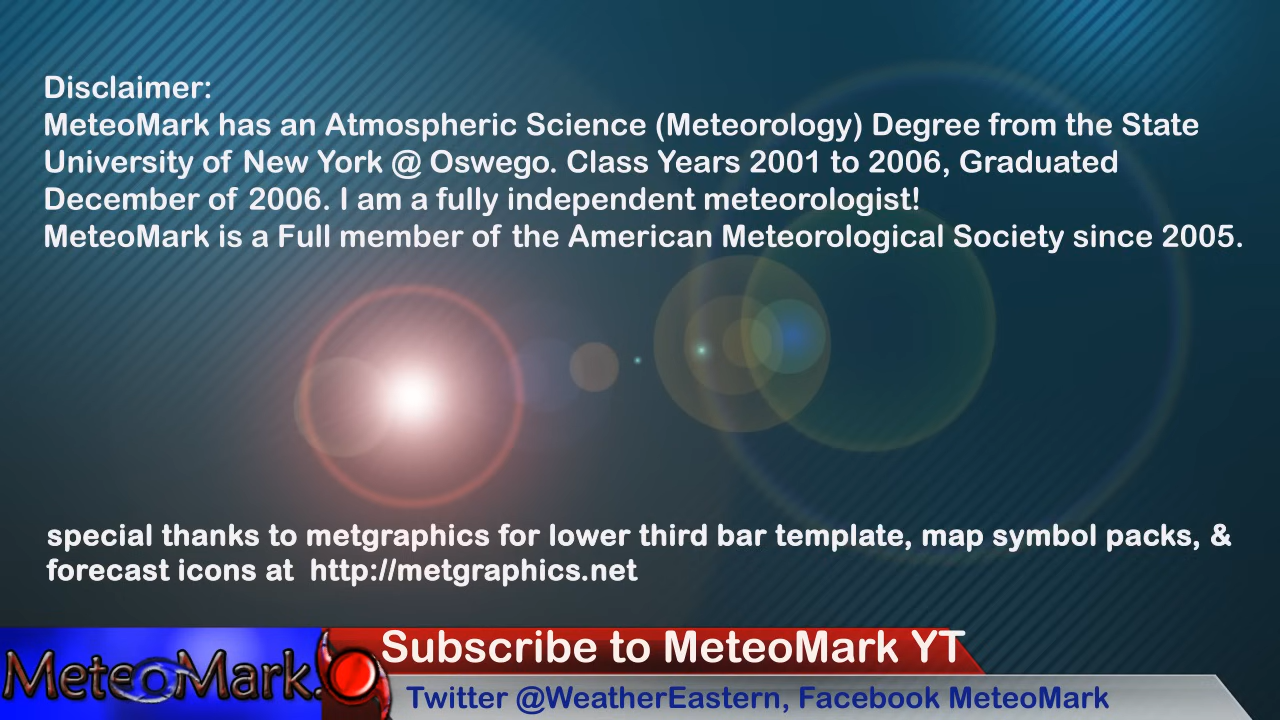 Disclaimer:
MeteoMark has an Atmospheric Science (Meteorology) Degree from the State
University of New York @ Oswego. Class Years 2001 to 2006, Graduated
December of 2006. I am a fully independent meteorologist!
MeteoMark is a Full member of the American Meteorological Society since 2005.
special thanks to metgraphics for lower third bar template, map symbol packs, &
forecast icons at http://metgraphics.net
Subscribe to MeteoMark YT
MeteoMark.
Twitter @WeatherEastern, Facebook MeteoMark